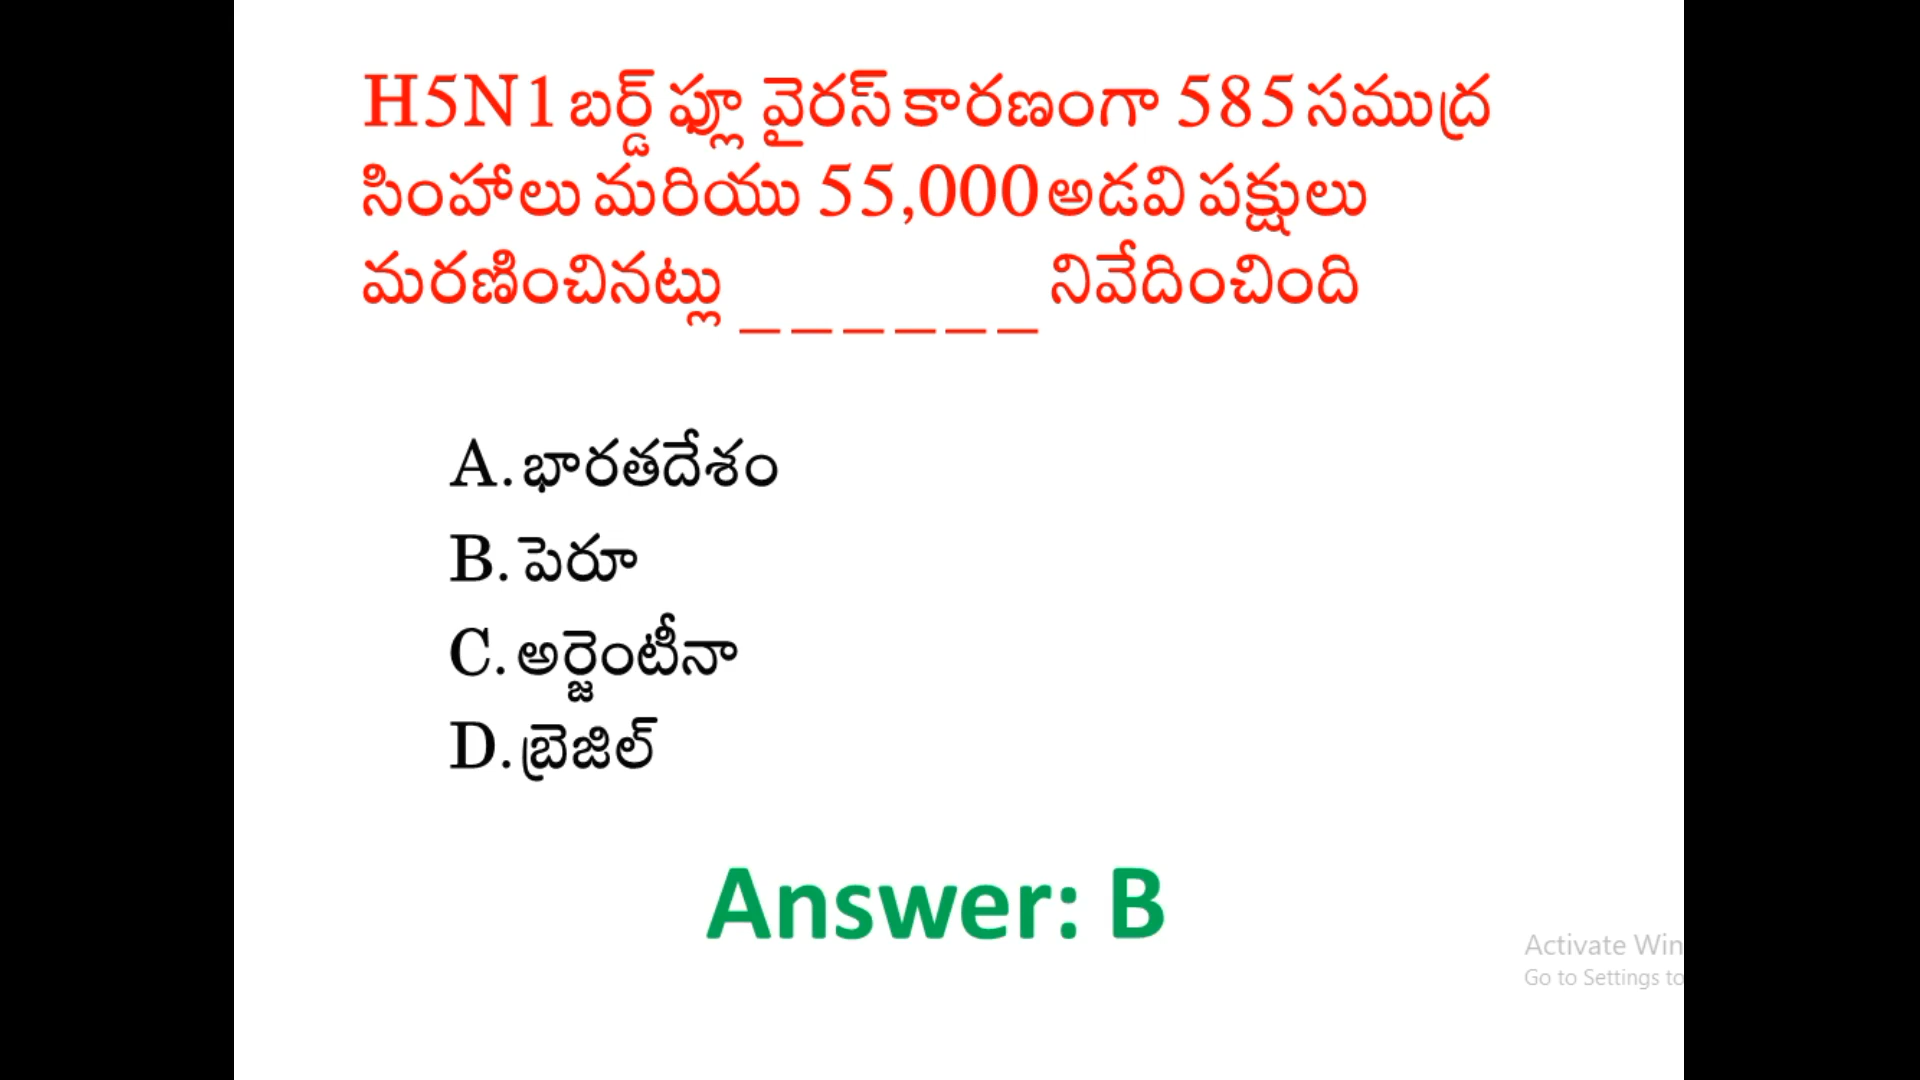 H5N1 బర్డ్ ఫ్లూ వైరస్ కారణంగా 585 సముద్ర
సింహాలు మరియు 55,000 అడవి పక్షులు
మరణించినట్లు _ _ _ _ _ _ నివేదించింది
A. భారతదేశం
B. పెరూ
C. అర్జెంటీనా
D. బ్రెజిల్
Answer: B
Activate Win
Go to Settings to